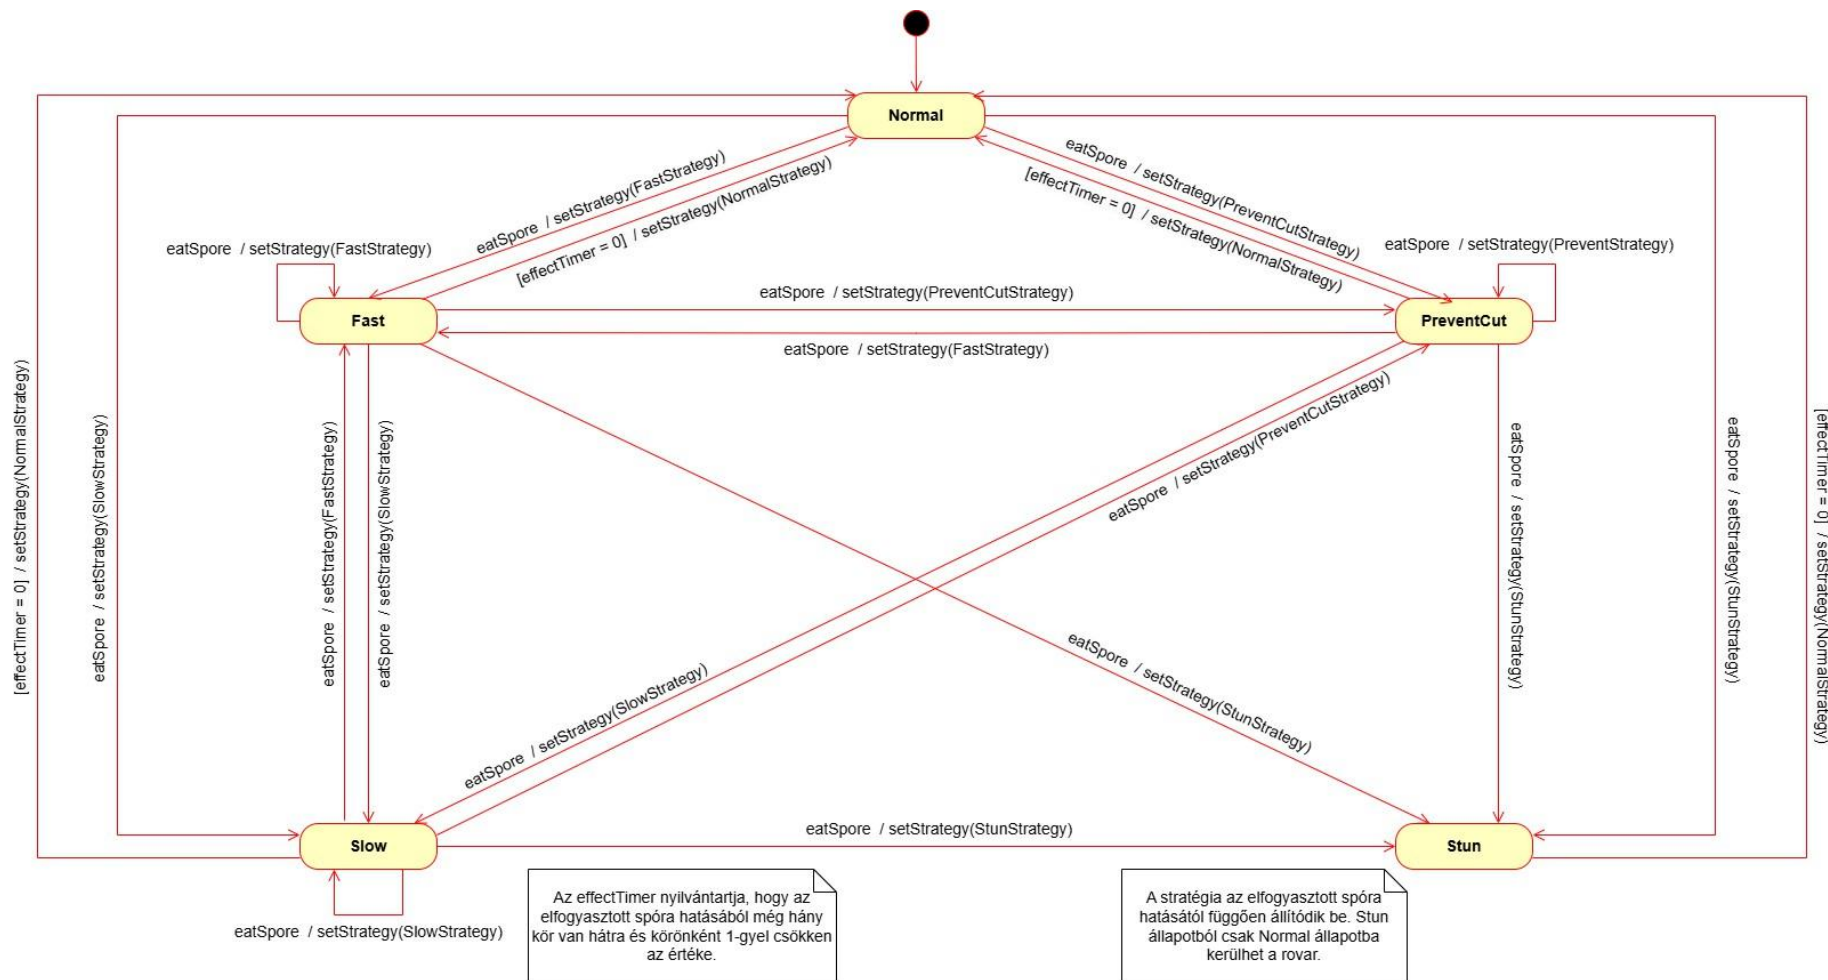 Normal
eatSpore / setStrategy(FastStrategy)
[effectTimer = 0] / setStrategy(NormalStrategy)
eatSpore / setStrategy(PreventCutStrategy)
[effectTimer = 0] / setStrategy(NormalStrategy)
eatSpore / setStrategy(FastStrategy)
eatSpore / setStrategy(PreventStrategy)
Fast
eatSpore / setStrategy(PreventCutStrategy)
PreventCut
eatSpore / setStrategy(FastStrategy)
[effectTimer = 0] / setStrategy(NormalStrategy)
eatSpore / setStrategy(SlowStrategy)
eatSpore / setStrategy(FastStrategy)
eatSpore / setStrategy(SlowStrategy)
eatSpore / setStrategy(PreventCutStrategy)
eatSpore / setStrategy(StunStrategy)
eatSpore / setStrategy(StunStrategy)
[effectTimer = 0] / setStrategy(NormalStrategy)
eatSpore / setStrategy(SlowStrategy)
eatSpore / setStrategy(StunStrategy)
Slow
eatSpore / setStrategy(StunStrategy)
Stun
eatSpore / setStrategy(SlowStrategy)
Az effectTimer nyilvántartja, hogy az
elfogyasztott spóra hatásából még hány
kör van hátra és körönként 1-gyel csökken
az értéke.
A stratégia az elfogyasztott spóra
hatásától függően állítódik be. Stun
állapotból csak Normal állapotba
kerülhet a rovar.